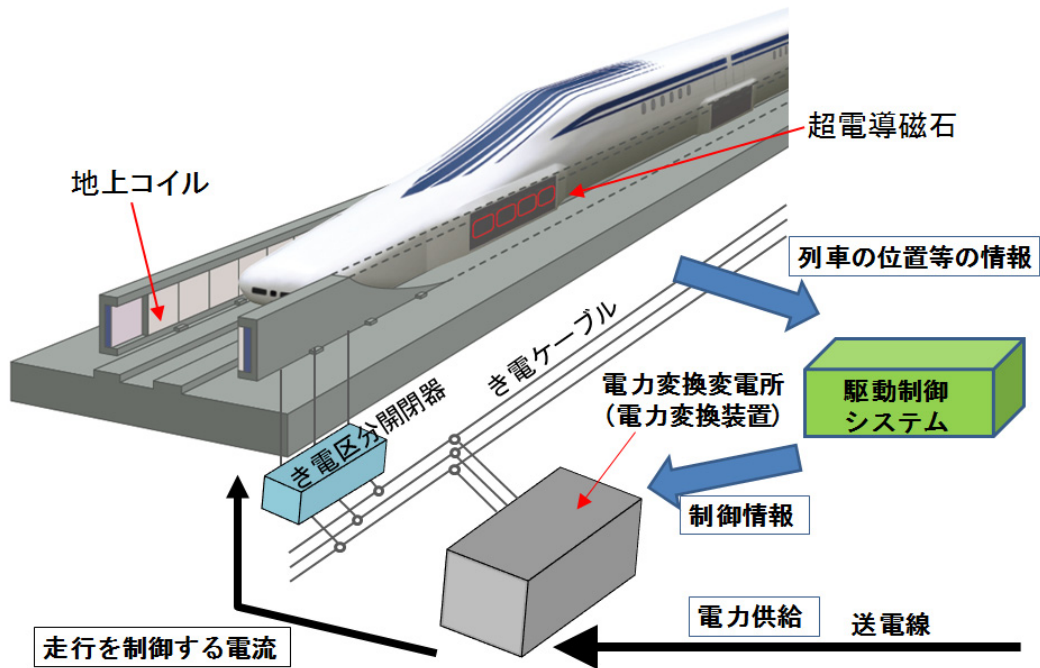 超電導磁石
地上コイル
列車の位置等の情報
き電ケーブル
電力変換変電所
（電力変換装置）
駆動制御
システム
き電区分開閉器
制御情報
電力供給
送電線
走行を制御する電流